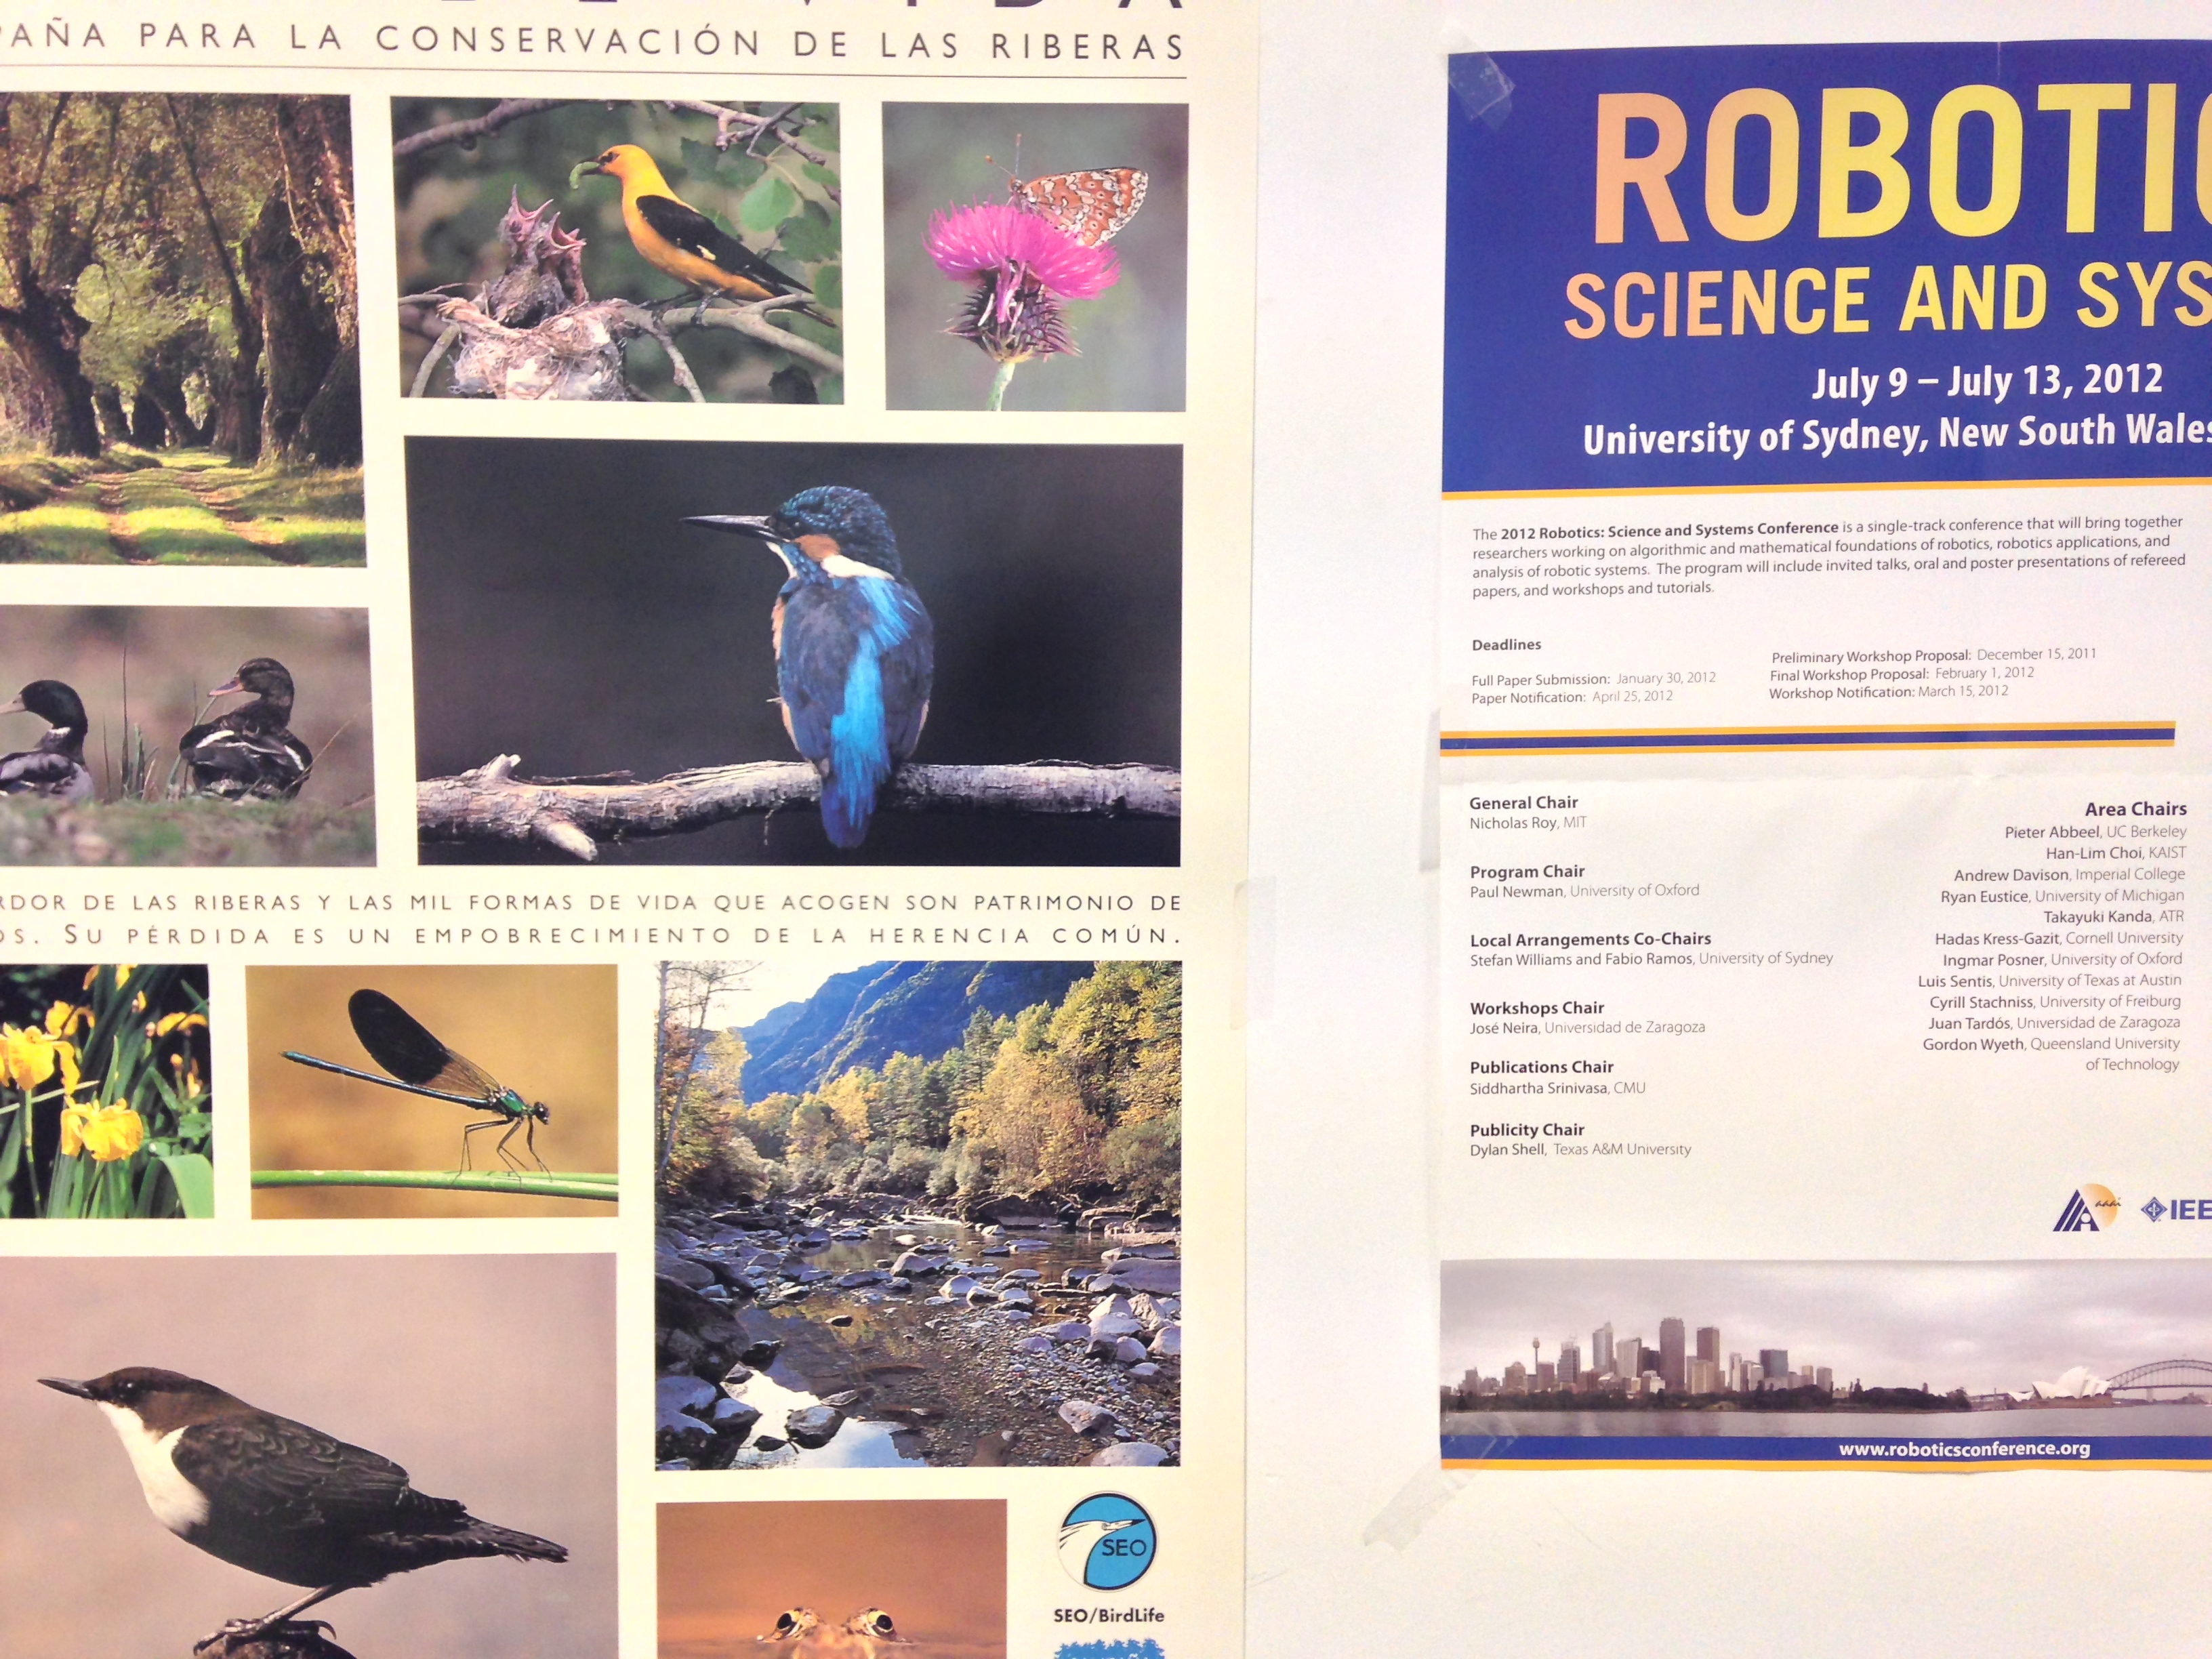 PAÑA PARA LA CONSERVACIÓN DE LAS RIBERAS
RDOR DE LAS RIBERAS Y LAS MIL FORMAS DE VIDA QUE ACOGEN SON PATRIMONIO DE
OS. SU PÉRDIDA ES UN EMPOBRECIMIENTO DE LA HERENCIA COMÚN.
SEO
SEO/BirdLife
ROBOTIC
SCIENCE AND SYS
July 9 – July 13, 2012
University of Sydney, New South Wales
The 2012 Robotics: Science and Systems Conference is a single-track conference that will bring together
researchers working on algorithmic and mathematical foundations of robotics, robotics applications, and
analysis of robotic systems. The program will include invited talks, oral and poster presentations of refereed
papers, and workshops and tutorials.
Deadlines
Full Paper Submission: January 30, 2012
Paper Notification: April 25, 2012
Preliminary Workshop Proposal: December 15, 2011
Final Workshop Proposal: February 1, 2012
Workshop Notification: March 15, 2012
General Chair
Nicholas Roy, MIT
Program Chair
Paul Newman, University of Oxford
Local Arrangements Co-Chairs
Stefan Williams and Fabio Ramos, University of Sydney
Workshops Chair
José Neira, Universidad de Zaragoza
Publications Chair
Siddhartha Srinivasa, CMU
Publicity Chair
Dylan Shell, Texas A&M University
Area Chairs
Pieter Abbeel, UC Berkeley
Han-Lim Choi, KAIST
Andrew Davison, Imperial College
Ryan Eustice, University of Michigan
Takayuki Kanda, ATR
Hadas Kress-Gazit, Cornell University
Ingmar Posner, University of Oxford
Luis Sentis, University of Texas at Austin
Cyrill Stachniss, University of Freiburg
Juan Tardós, Universidad de Zaragoza
Gordon Wyeth, Queensland University
of Technology
aaai
IEE
www.roboticsconference.org